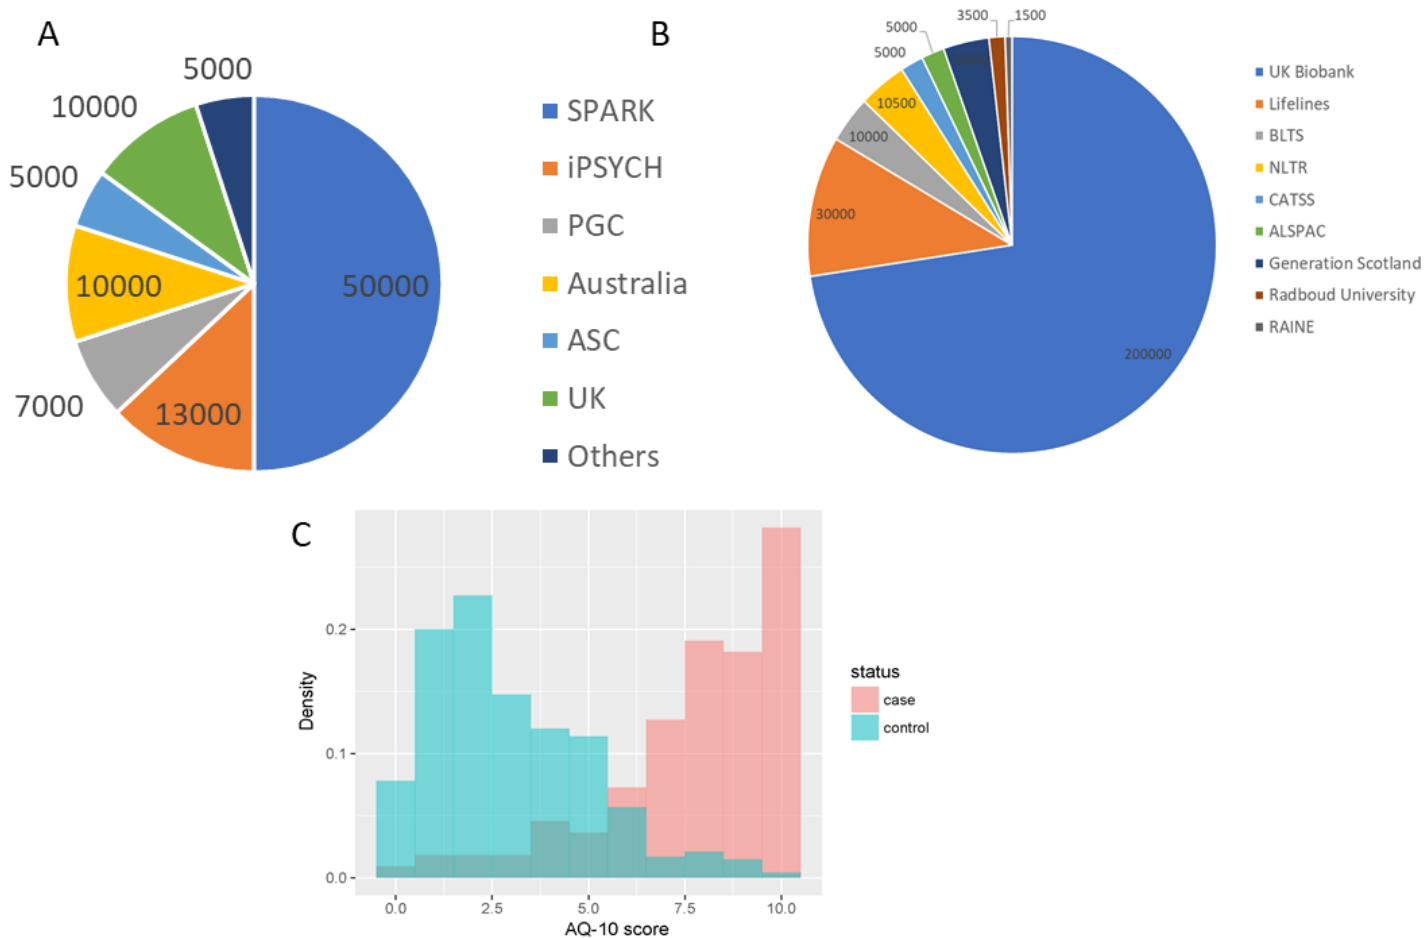 A
5000
10000
5000
10000
7000
13000
50000
SPARK
iPSYCH
PGC
Australia
ASC
UK
Others
B
3500
1500
5000
5000
10500
10000
30000
200000
UK Biobank
Lifelines
BLTS
NLTR
CATSS
ALSPAC
Generation Scotland
Radboud University
RAINE
C
Density
0.2
0.1
0.0
0.0 2.5 5.0 7.5 10.0
AQ-10 score
status
case
control